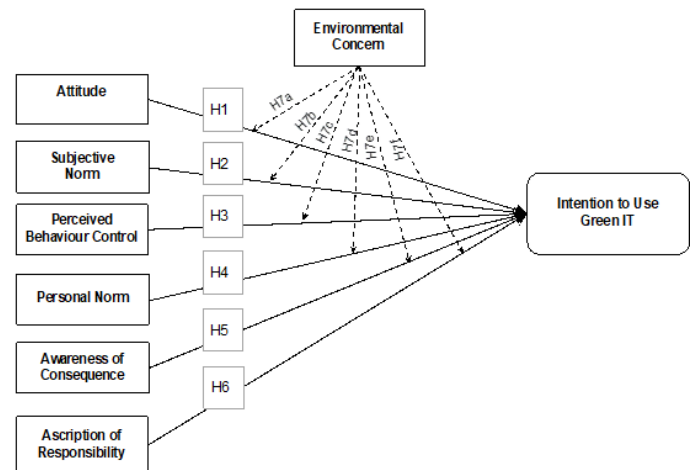 Environmental
Concern
Attitude
H1
H7a
H7b
H7c
H7d
H7e
H7f
Subjective
Norm
H2
Perceived
Behaviour Control
H3
Intention to Use
Green IT
Personal Norm
H4
Awareness of
Consequence
H5
Ascription of
Responsibility
H6